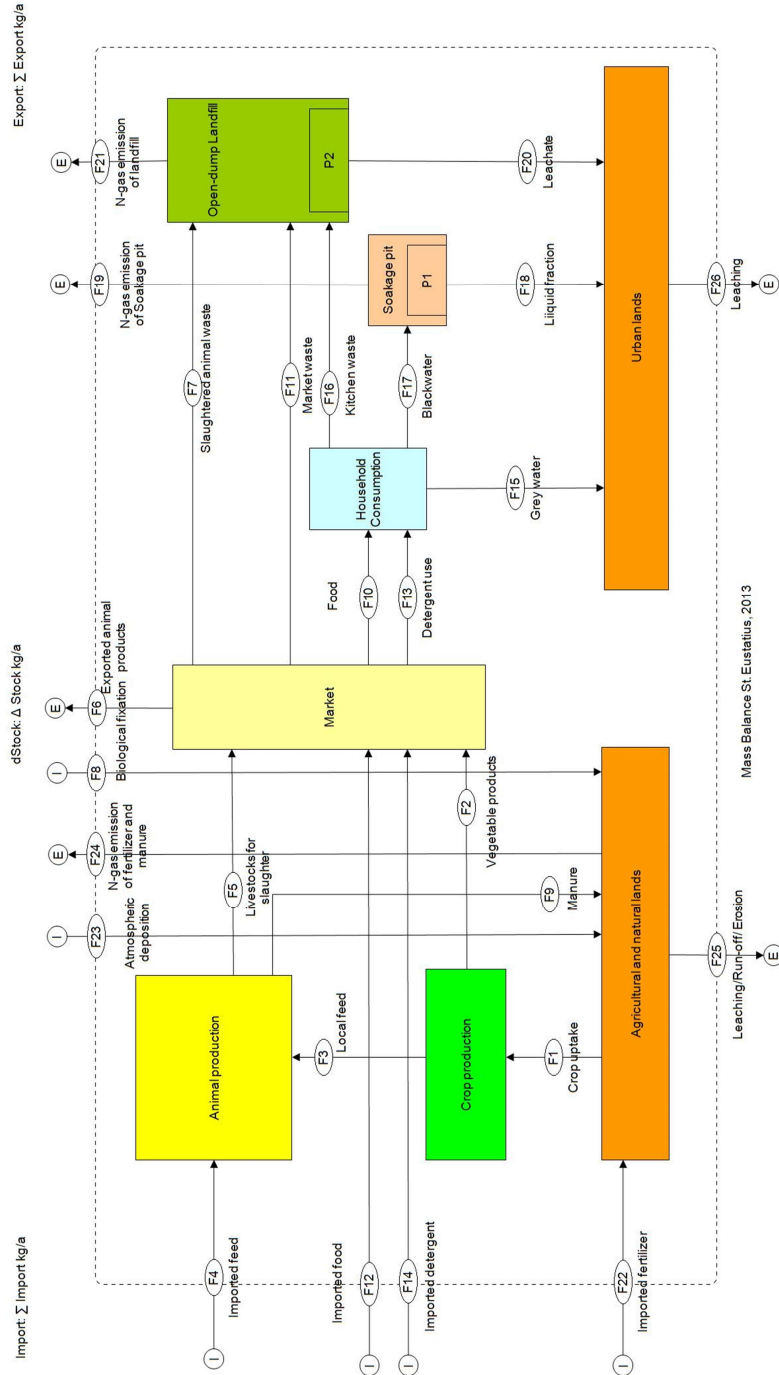 Import: ∑ Import kg/a
dStock: Δ Stock kg/a
Export: ∑ Export kg/a
I
F23
Atmospheric
deposition
E
F24
N-gas emission
of fertilizer and
manure
I
F8
Biological fixation
E
F6
Exported animal
products
E
F19
N-gas emission
of Soakage pit
E
F21
N-gas emission
of landfill
I
F4
Imported feed
Animal production
F5
Livestocks for
slaughter
F7
Slaughtered animal waste
Open-dump Landfill
P2
F11
Market waste
F16
Kitchen waste
Market
I
F12
Imported food
I
F14
Imported detergent
F3
Local feed
F10
Food
F13
Detergent use
Household
Consumption
F17
Blackwater
Soakage pit
P1
Crop production
F2
Vegetable products
F1
Crop uptake
F9
Manure
F15
Grey water
F18
Liiquid fraction
F20
Leachate
I
F22
Imported fertilizer
Agricultural and natural lands
Urban lands
F25
Leaching/Run-off/ Erosion
E
F26
Leaching
E
Mass Balance St. Eustatius, 2013